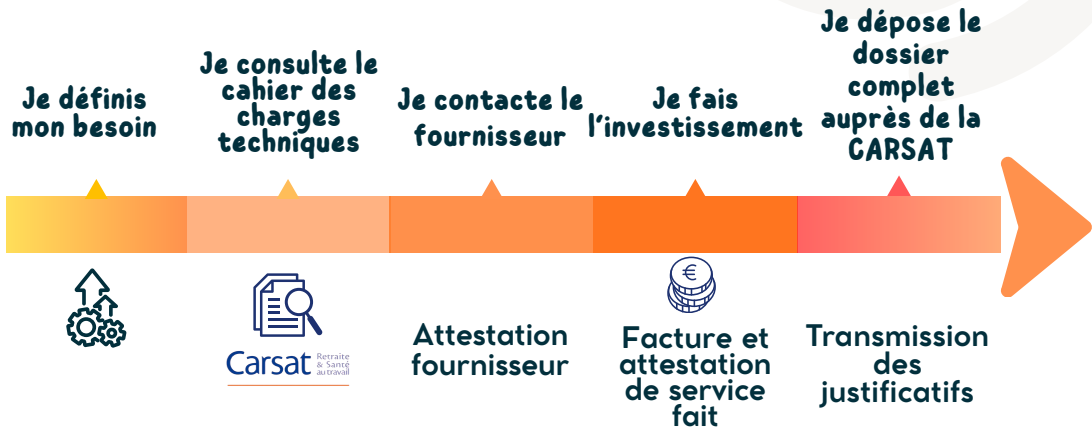 Je définis
mon besoin
Je consulte le
cahier des
charges
techniques
Je contacte le
fournisseur
Je fais
l'investissement
Je dépose le
dossier
complet
auprès de la
CARSAT
€
Carsat
Retraite
& Santé
au travail
Attestation
fournisseur
Facture et
attestation
de service
fait
Transmission
des
justificatifs